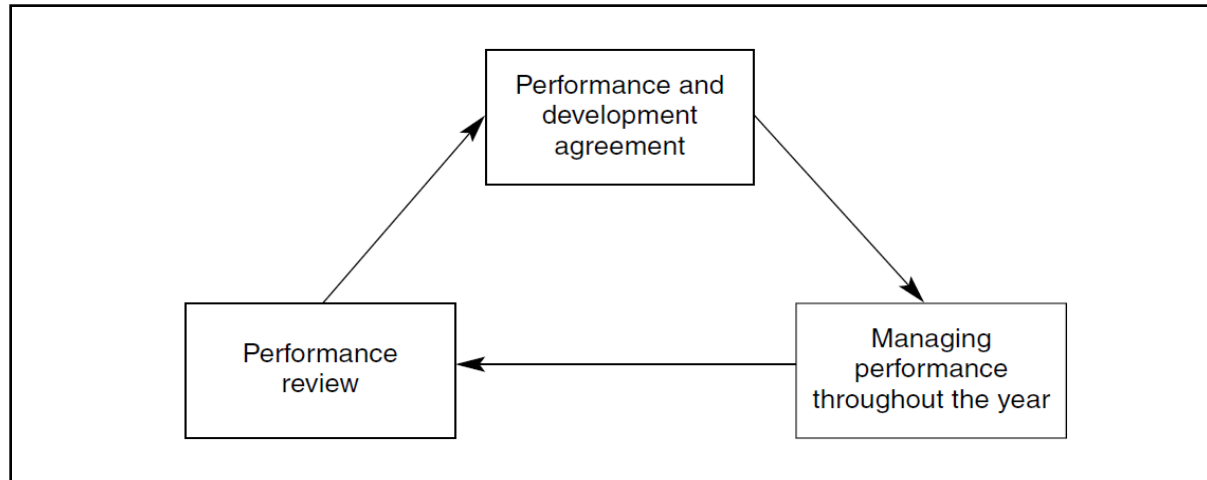 Performance and
development
agreement
Performance
review
Managing
performance
throughout the year